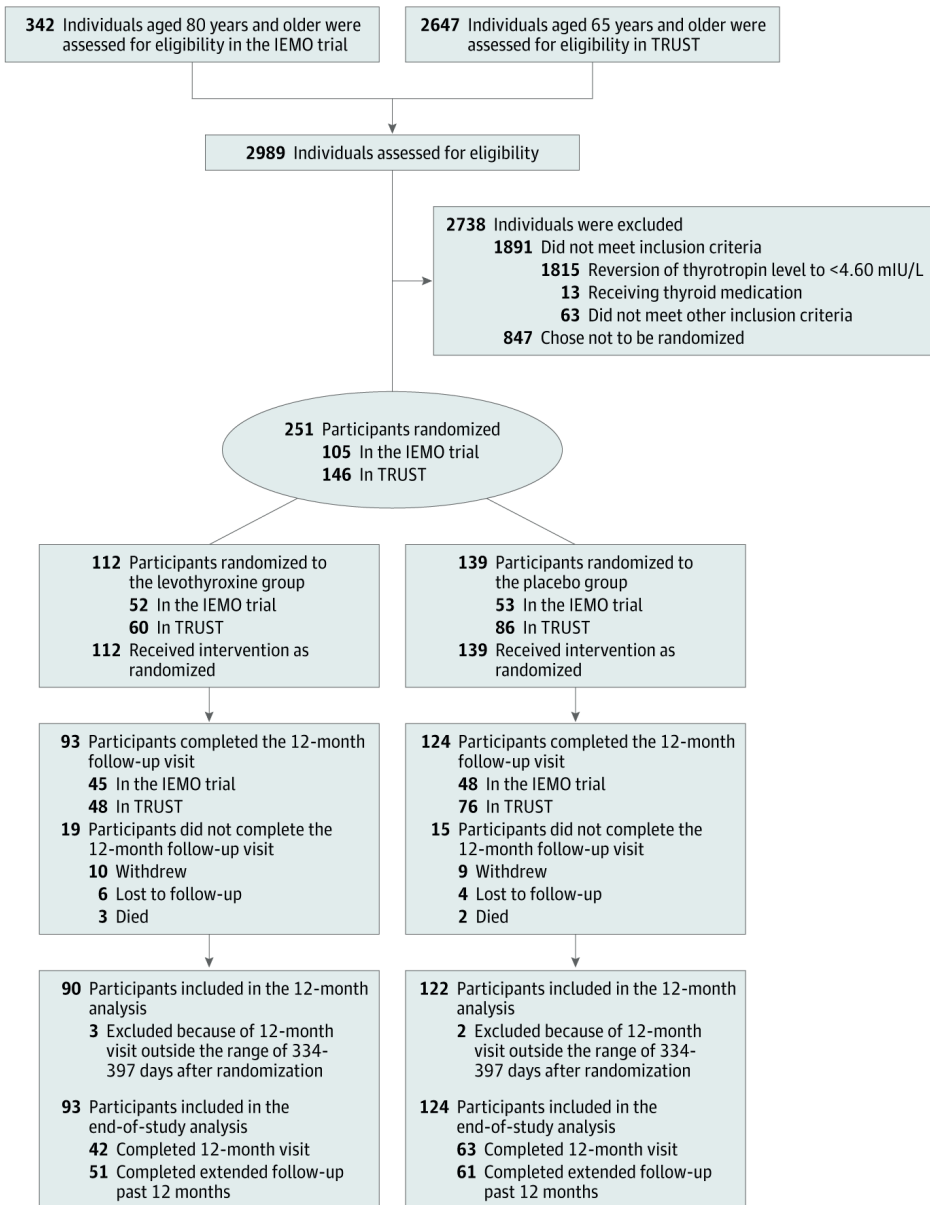 342 Individuals aged 80 years and older were
assessed for eligibility in the IEMO trial
2647 Individuals aged 65 years and older were
assessed for eligibility in TRUST
2989 Individuals assessed for eligibility
2738 Individuals were excluded
1891 Did not meet inclusion criteria
1815 Reversion of thyrotropin level to <4.60 mIU/L
13 Receiving thyroid medication
63 Did not meet other inclusion criteria
847 Chose not to be randomized
251 Participants randomized
105 In the IEMO trial
146 In TRUST
112 Participants randomized to
the levothyroxine group
52 In the IEMO trial
60 In TRUST
112 Received intervention as
randomized
139 Participants randomized to
the placebo group
53 In the IEMO trial
86 In TRUST
139 Received intervention as
randomized
93 Participants completed the 12-month
follow-up visit
45 In the IEMO trial
48 In TRUST
19 Participants did not complete the
12-month follow-up visit
10 Withdrew
6 Lost to follow-up
3 Died
124 Participants completed the 12-month
follow-up visit
48 In the IEMO trial
76 In TRUST
15 Participants did not complete the
12-month follow-up visit
9 Withdrew
4 Lost to follow-up
2 Died
90 Participants included in the 12-month
analysis
3 Excluded because of 12-month
visit outside the range of 334-
397 days after randomization
93 Participants included in the
end-of-study analysis
42 Completed 12-month visit
51 Completed extended follow-up
past 12 months
122 Participants included in the 12-month
analysis
2 Excluded because of 12-month
visit outside the range of 334-
397 days after randomization
124 Participants included in the
end-of-study analysis
63 Completed 12-month visit
61 Completed extended follow-up
past 12 months